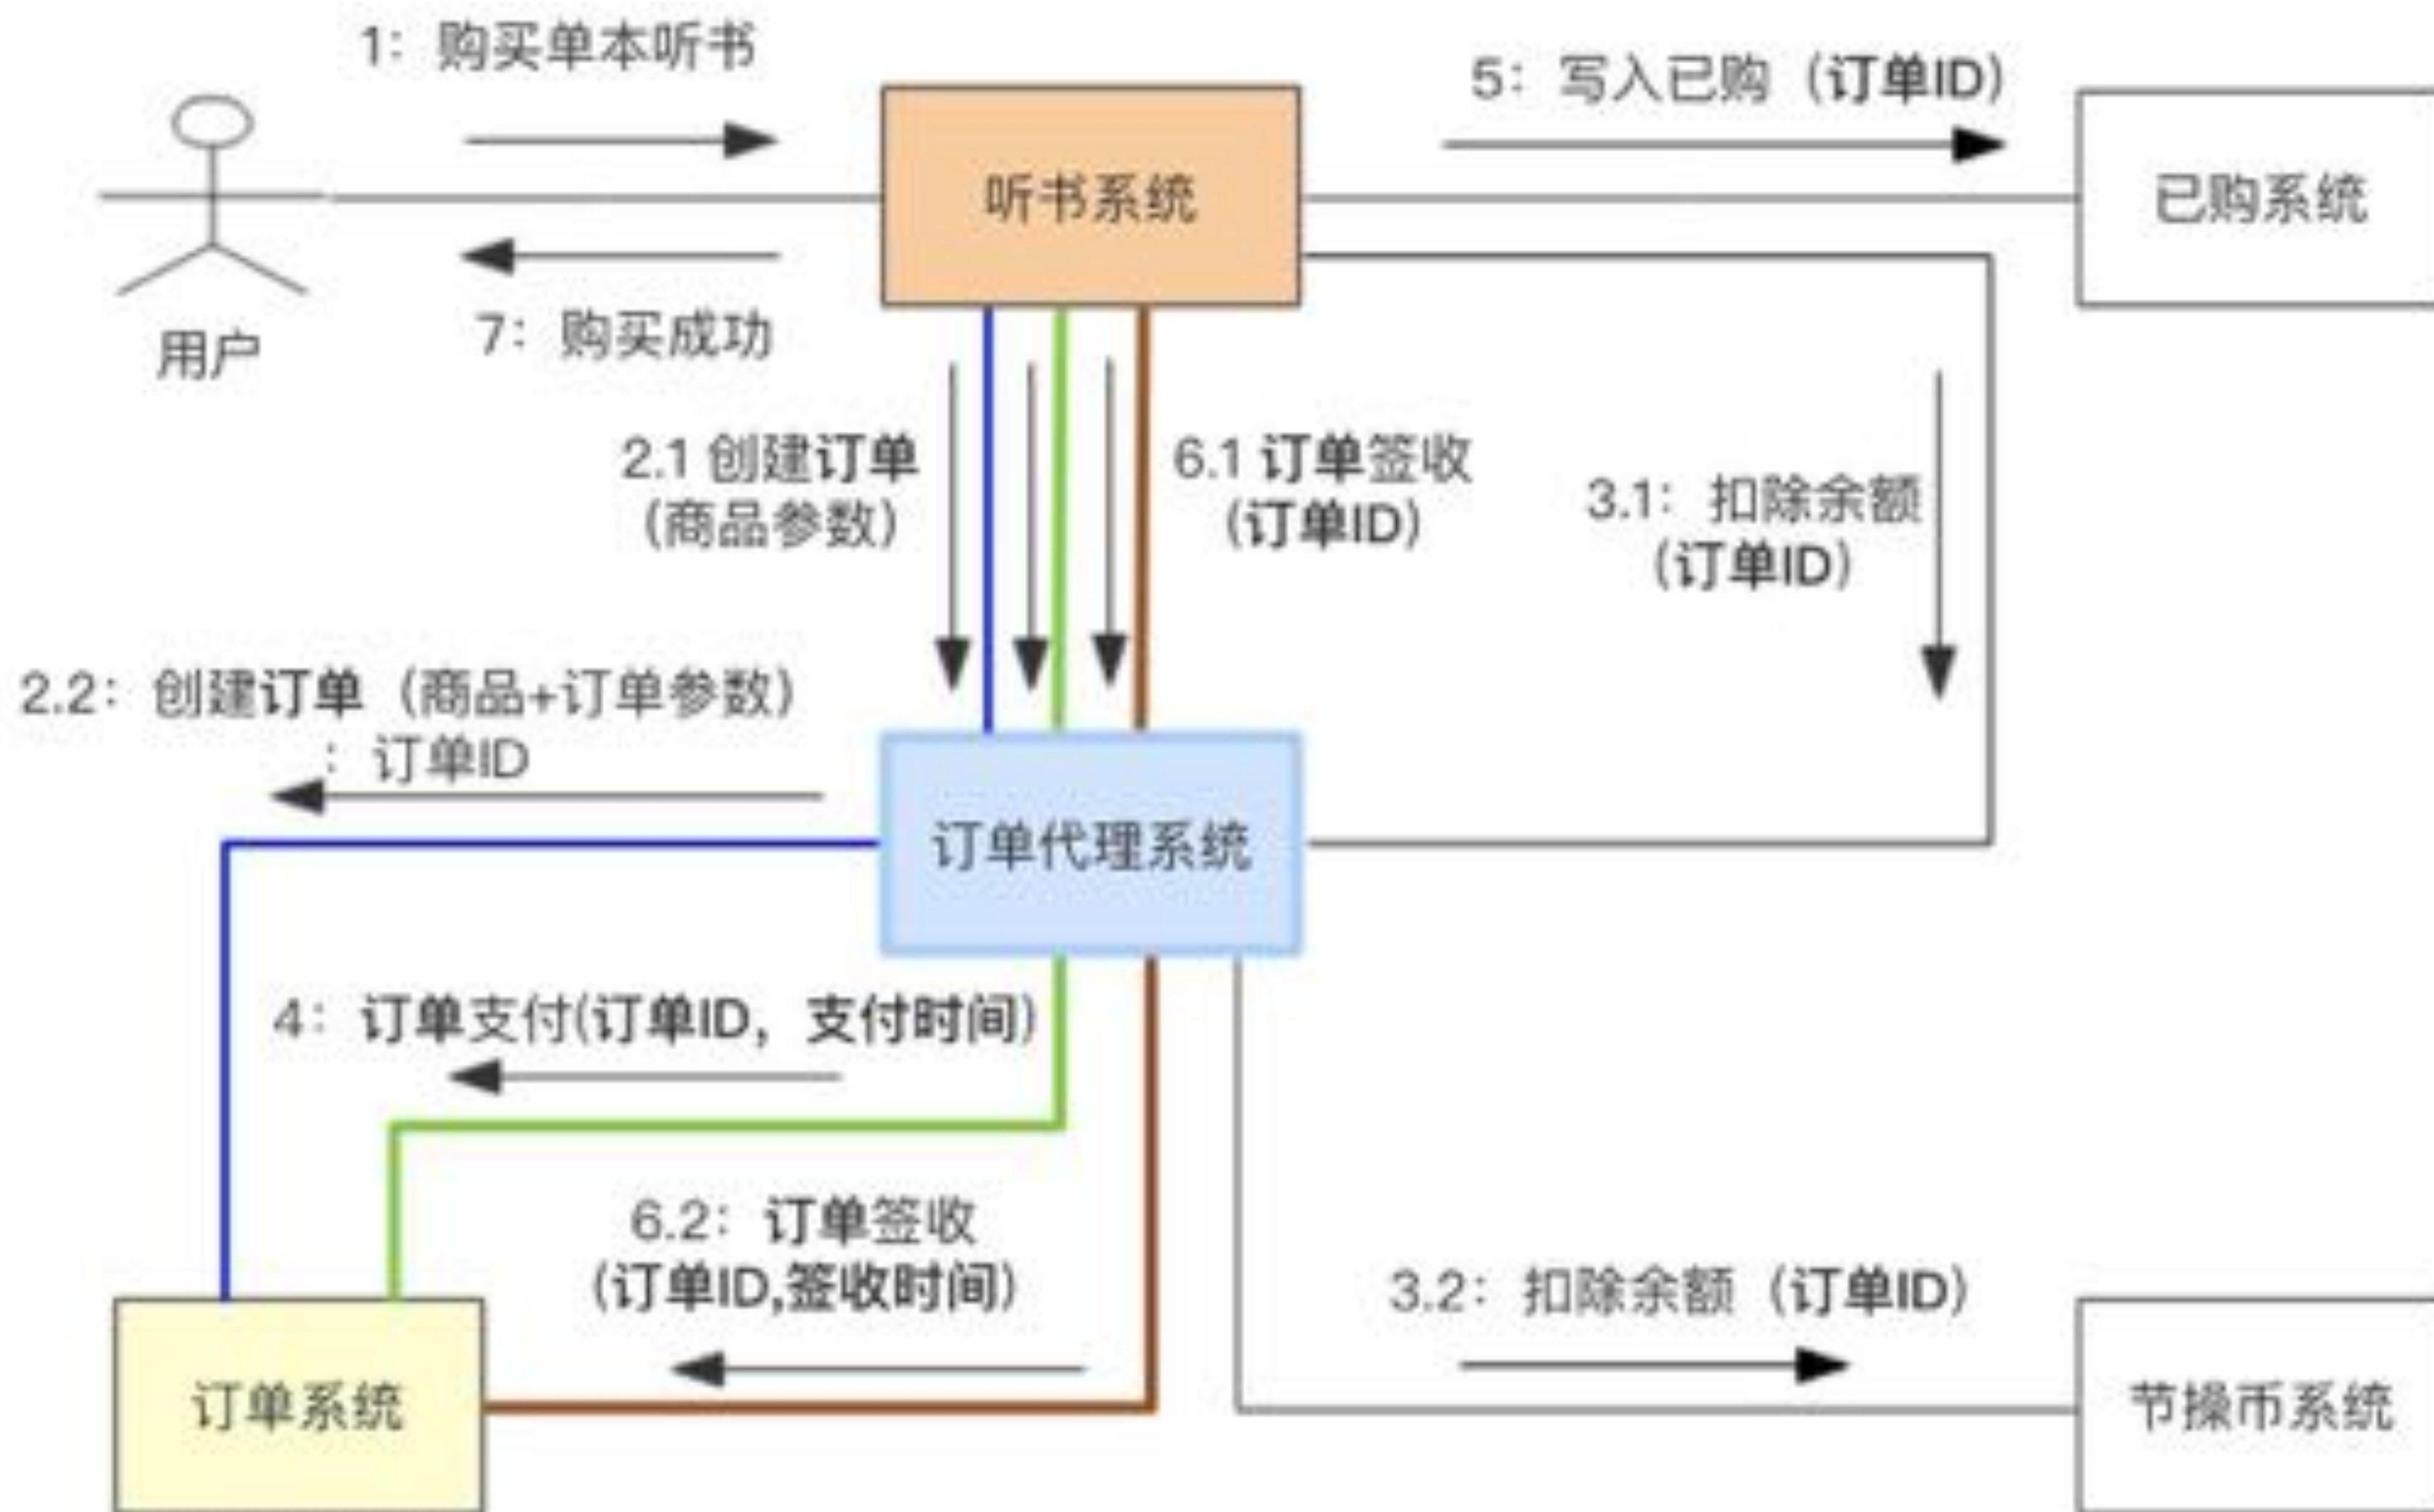 1：购买单本听书
5：写入已购（订单ID）
听书系统
已购系统
用户
7：购买成功
2.1 创建订单
（商品参数）
6.1 订单签收
（订单ID）
3.1：扣除余额
（订单ID）
2.2：创建订单（商品+订单参数）
：订单ID
订单代理系统
4：订单支付(订单ID，支付时间)
6.2：订单签收
(订单ID,签收时间)
3.2：扣除余额（订单ID）
订单系统
节操币系统